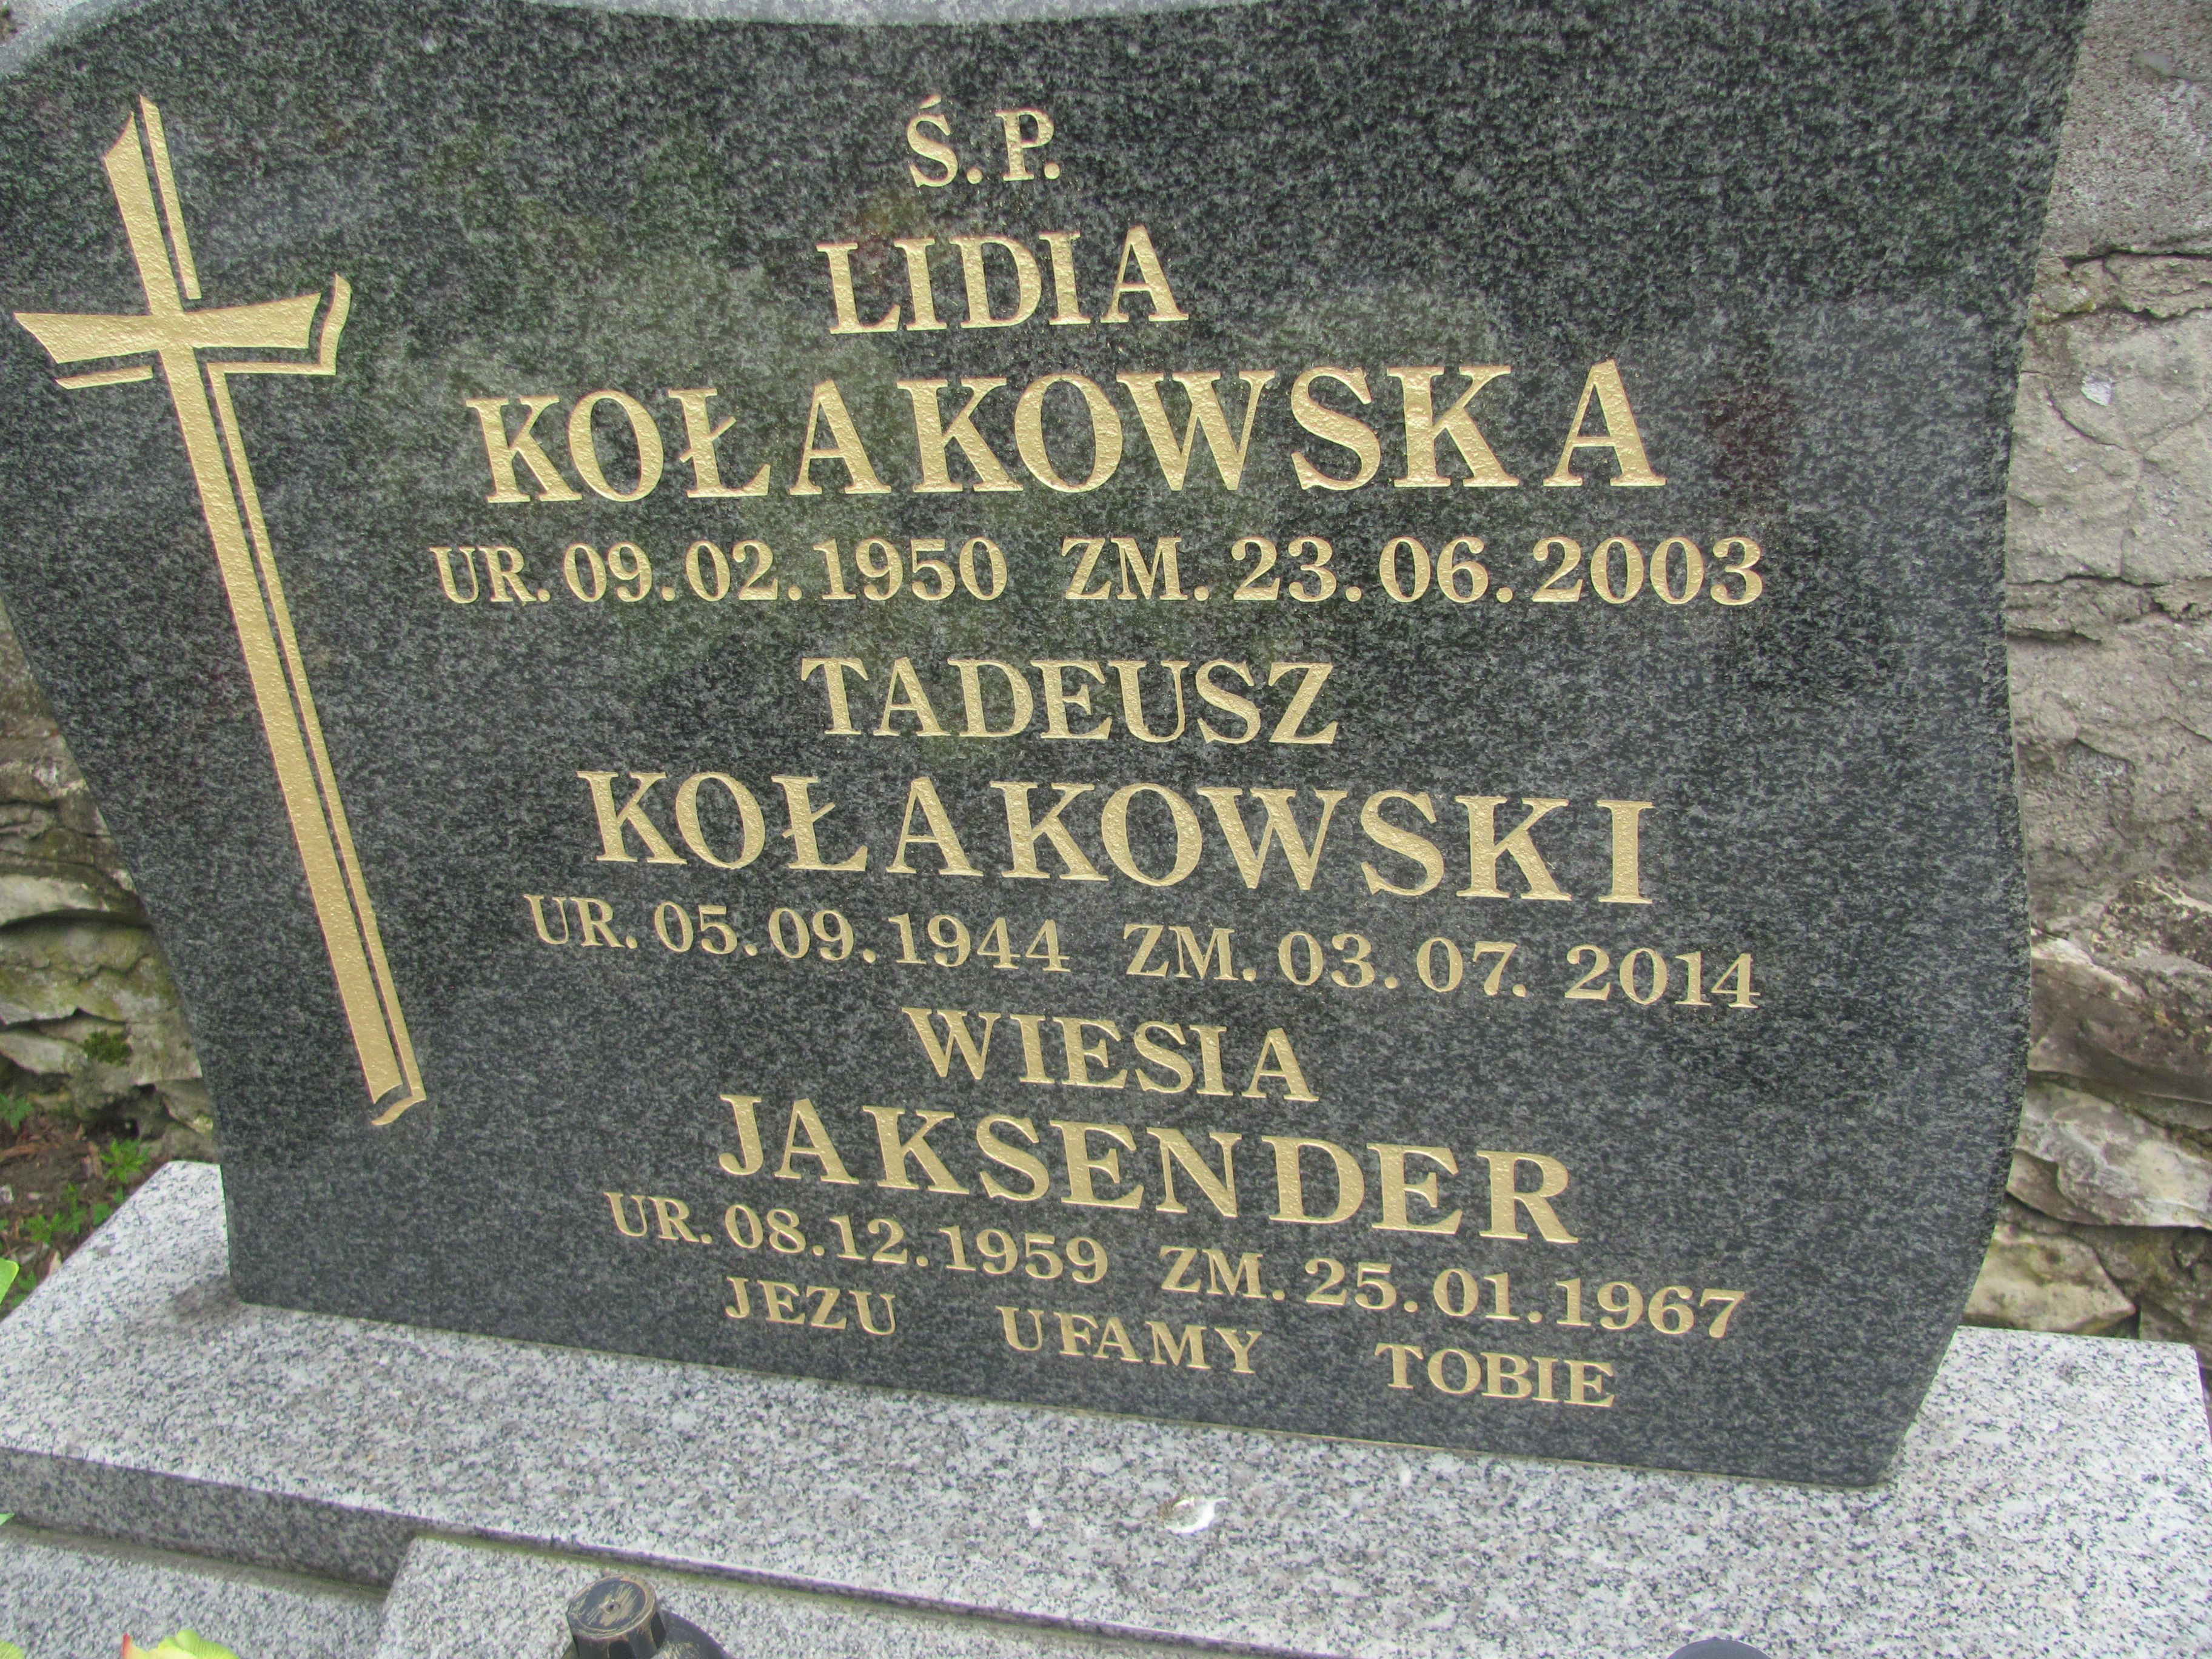 Ś. P.
LIDIA
KOŁAKOWSKA
UR. 09.02.1950 ZM. 23.06.2003
TADEUSZ
KOŁAKOWSKI
UR. 05.09.1944 ZM. 03.07. 2014
WIESIA
JAKSENDER
UR. 08.12.1959 ZM. 25.01.1967
JEZU UFAMY TOBIE